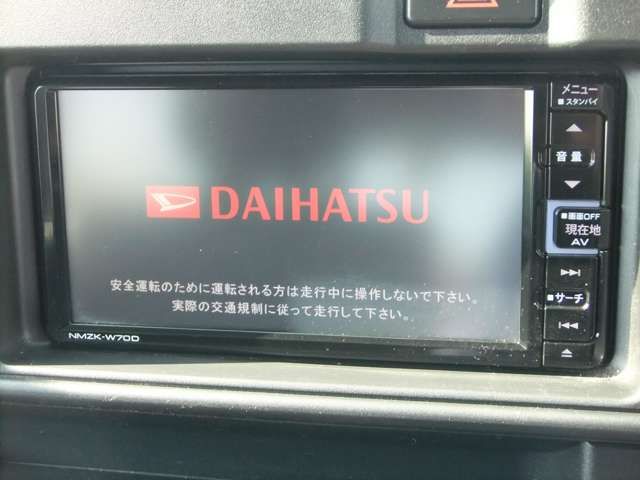 メニュー
■ スタンバイ
音量
DAIHATSU
■画面OFF
現在地
AV
安全運転のために運転される方は走行中に操作しないで下さい。
実際の交通規制に従って走行して下さい。
■サーチ
NMZK-W70D